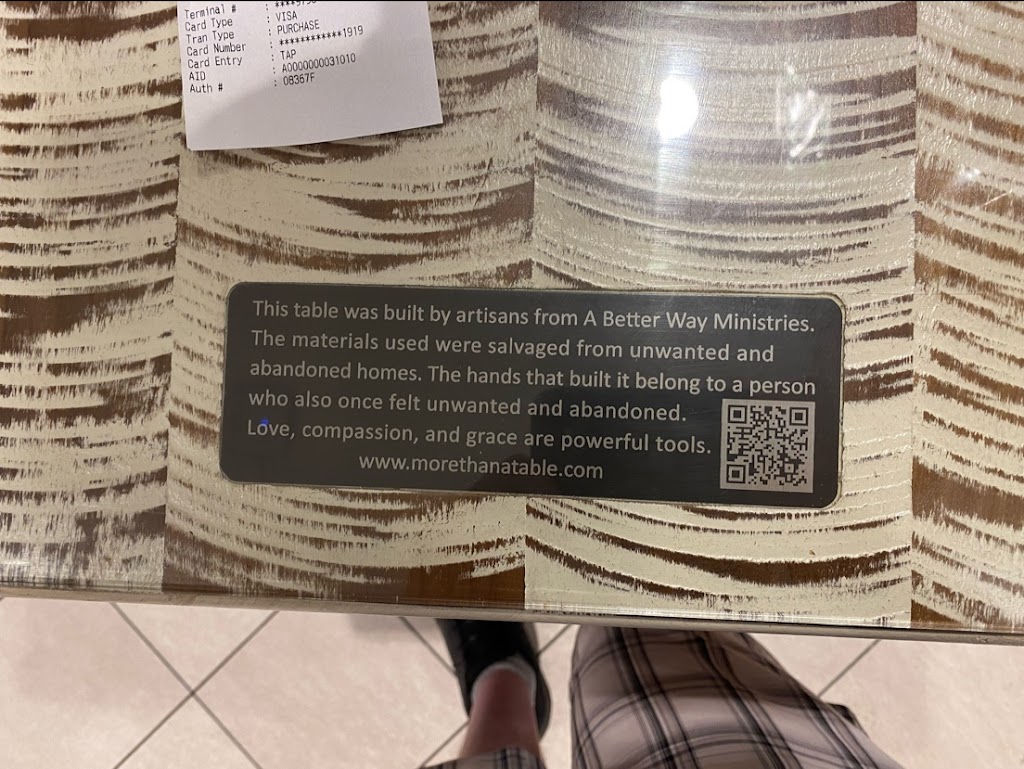 Terminal #
Card Type : VISA
Tran Type : PURCHASE
Card Number : ************1919
Card Entry : TAP
AID : A0000000031010
Auth # : 08367F
This table was built by artisans from A Better Way Ministries.
The materials used were salvaged from unwanted and
abandoned homes. The hands that built it belong to a person
who also once felt unwanted and abandoned.
Love, compassion, and grace are powerful tools.
www.morethanatable.com